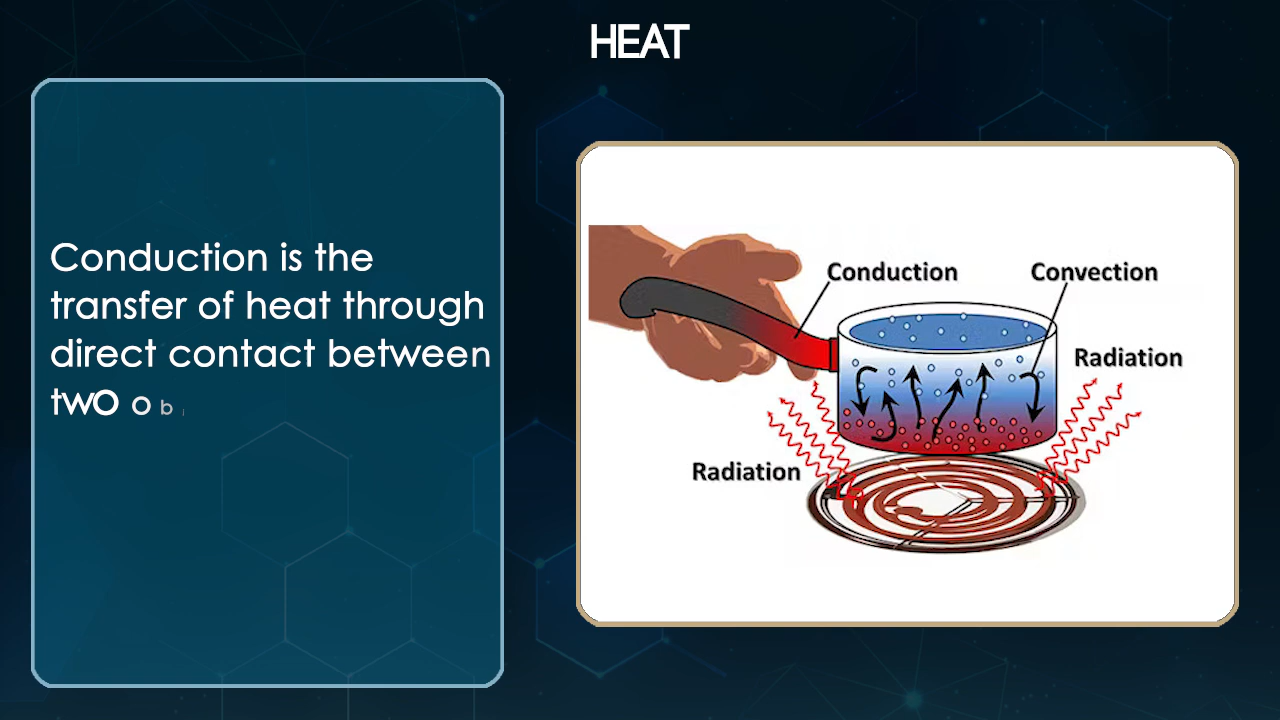 HEAT
Conduction is the
transfer of heat through
direct contact between
two o b
Conduction
Convection
Radiation
Radiation